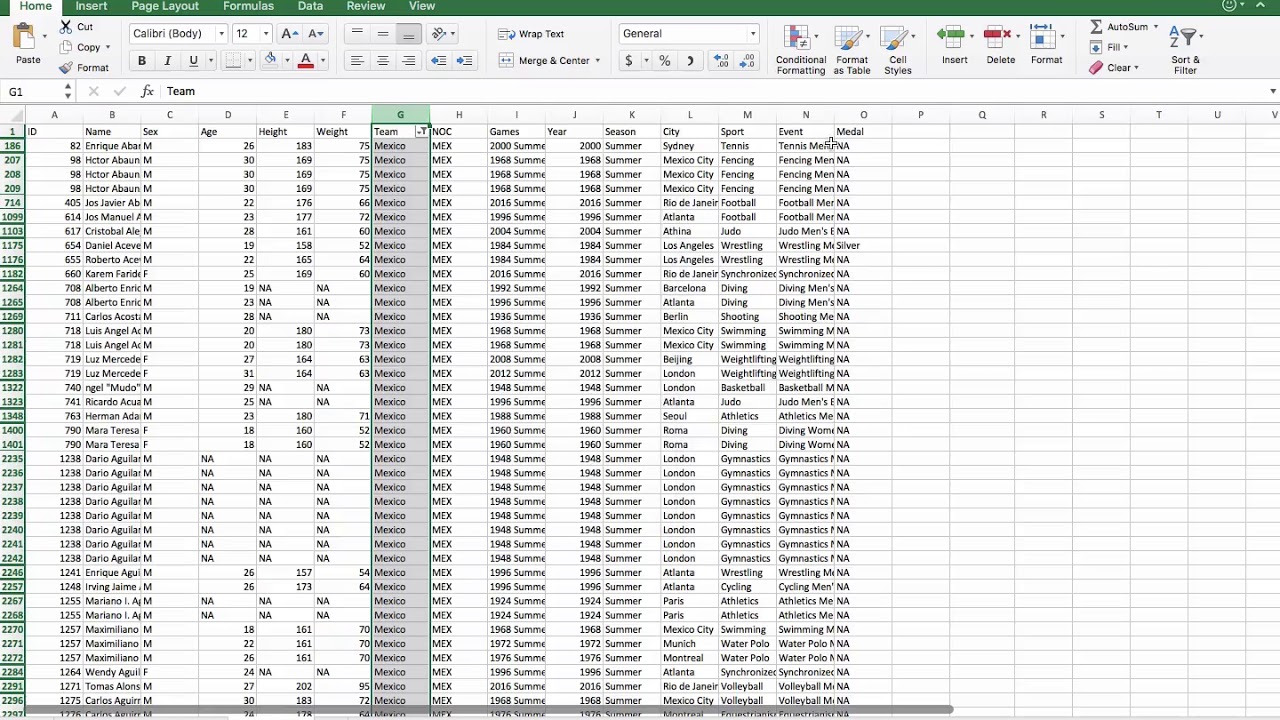 Home Insert Page Layout Formulas Data Review View
Cut Calibri (Body) 12 A A Wrap Text General AutoSum
Copy Fill
Paste Format B I U A Merge & Center $ % Conditional Formatting Format as Table Cell Styles Insert Delete Format Clear Sort & Filter
G1 fx Team
A B C D E F G H I J K L M N O P Q R S T U V
1 ID Name Sex Age Height Weight Team NOC Games Year Season City Sport Event Medal
186 82 Enrique Abar M 26 183 75 Mexico MEX 2000 Summe 2000 Summer Sydney Tennis Tennis Men NA
207 98 Hctor Abaun M 30 169 75 Mexico MEX 1968 Summe 1968 Summer Mexico City Fencing Fencing Men NA
208 98 Hctor Abaun M 30 169 75 Mexico MEX 1968 Summe 1968 Summer Mexico City Fencing Fencing Men NA
209 98 Hctor Abaun M 30 169 75 Mexico MEX 1968 Summe 1968 Summer Mexico City Fencing Fencing Men NA
714 405 Jos Javier Ab M 22 176 66 Mexico MEX 2016 Summe 2016 Summer Rio de Janeir Football Football Mer NA
1099 614 Jos Manuel A M 23 177 72 Mexico MEX 1996 Summe 1996 Summer Atlanta Football Football Mer NA
1103 617 Cristobal Ale M 28 161 60 Mexico MEX 2004 Summe 2004 Summer Athina Judo Judo Men's E NA
1175 654 Daniel Aceve M 19 158 52 Mexico MEX 1984 Summe 1984 Summer Los Angeles Wrestling Wrestling Me Silver
1176 655 Roberto Acev M 22 165 64 Mexico MEX 1984 Summe 1984 Summer Los Angeles Wrestling Wrestling Me NA
1182 660 Karem Faride F 25 169 60 Mexico MEX 2016 Summe 2016 Summer Rio de Janeir Synchronized Synchronized NA
1264 708 Alberto Enric M 19 NA NA Mexico MEX 1992 Summe 1992 Summer Barcelona Diving Diving Men's NA
1265 708 Alberto Enric M 23 NA NA Mexico MEX 1996 Summe 1996 Summer Atlanta Diving Diving Men's NA
1269 711 Carlos Acosta M 28 NA NA Mexico MEX 1936 Summe 1936 Summer Berlin Shooting Shooting Me NA
1280 718 Luis Angel Ac M 20 180 73 Mexico MEX 1968 Summe 1968 Summer Mexico City Swimming Swimming M NA
1281 718 Luis Angel Ac M 20 180 73 Mexico MEX 1968 Summe 1968 Summer Mexico City Swimming Swimming M NA
1282 719 Luz Mercede F 27 164 63 Mexico MEX 2008 Summe 2008 Summer Beijing Weightlifting Weightlifting NA
1283 719 Luz Mercede F 31 164 63 Mexico MEX 2012 Summe 2012 Summer London Weightlifting Weightlifting NA
1322 740 ngel "Mudo" M 29 NA NA Mexico MEX 1948 Summe 1948 Summer London Basketball Basketball M NA
1323 741 Ricardo Acua M 25 NA NA Mexico MEX 1996 Summe 1996 Summer Atlanta Judo Judo Men's E NA
1348 763 Herman Adar M 23 180 71 Mexico MEX 1988 Summe 1988 Summer Seoul Athletics Athletics Me NA
1400 790 Mara Teresa F 18 160 52 Mexico MEX 1960 Summe 1960 Summer Roma Diving Diving Wome NA
1401 790 Mara Teresa F 18 160 52 Mexico MEX 1960 Summe 1960 Summer Roma Diving Diving Wome NA
2235 1238 Dario Aguilar M NA NA NA Mexico MEX 1948 Summe 1948 Summer London Gymnastics Gymnastics M NA
2236 1238 Dario Aguilar M NA NA NA Mexico MEX 1948 Summe 1948 Summer London Gymnastics Gymnastics M NA
2237 1238 Dario Aguilar M NA NA NA Mexico MEX 1948 Summe 1948 Summer London Gymnastics Gymnastics M NA
2238 1238 Dario Aguilar M NA NA NA Mexico MEX 1948 Summe 1948 Summer London Gymnastics Gymnastics M NA
2239 1238 Dario Aguilar M NA NA NA Mexico MEX 1948 Summe 1948 Summer London Gymnastics Gymnastics M NA
2240 1238 Dario Aguilar M NA NA NA Mexico MEX 1948 Summe 1948 Summer London Gymnastics Gymnastics M NA
2241 1238 Dario Aguilar M NA NA NA Mexico MEX 1948 Summe 1948 Summer London Gymnastics Gymnastics M NA
2242 1238 Dario Aguilar M NA NA NA Mexico MEX 1948 Summe 1948 Summer London Gymnastics Gymnastics M NA
2246 1241 Enrique Agui M 26 157 54 Mexico MEX 1996 Summe 1996 Summer Atlanta Wrestling Wrestling Me NA
2257 1248 Irving Jaime M 26 173 64 Mexico MEX 1996 Summe 1996 Summer Atlanta Cycling Cycling Men' NA
2267 1255 Mariano I. Ag M NA NA NA Mexico MEX 1924 Summe 1924 Summer Paris Athletics Athletics Me NA
2268 1255 Mariano I. Ag M NA NA NA Mexico MEX 1924 Summe 1924 Summer Paris Athletics Athletics Me NA
2270 1257 Maximiliano M 18 161 70 Mexico MEX 1968 Summe 1968 Summer Mexico City Swimming Swimming M NA
2271 1257 Maximiliano M 22 161 70 Mexico MEX 1972 Summe 1972 Summer Munich Water Polo Water Polo M NA
2272 1257 Maximiliano M 26 161 70 Mexico MEX 1976 Summe 1976 Summer Montreal Water Polo Water Polo M NA
2284 1264 Wendy Aguil F 24 NA NA Mexico MEX 1996 Summe 1996 Summer Atlanta Synchronized Synchronized NA
2291 1271 Tomas Alons M 27 202 95 Mexico MEX 2016 Summe 2016 Summer Rio de Janeir Volleyball Volleyball Me NA
2296 1275 Carlos Aguirr M 30 183 72 Mexico MEX 1968 Summe 1968 Summer Mexico City Volleyball Volleyball Me NA
2297 1276 Carlos Aguirr M 24 178 64 Mexico MEX 1976 Summe 1976 Summer Montreal Equestrianism